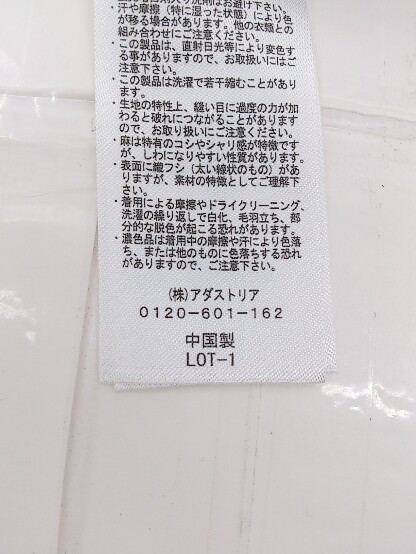 剤入り洗剤はお避け下さい。
・汗や摩擦(特に湿った状態)により色
が移る場合があります。他の衣類との
組み合わせにご注意ください。
・この製品は、直射日光等により変色す
る事がありますので、お取扱いにはご
注意下さい。
・この製品は洗濯で若干縮むことがあり
ます。
・生地の特性上、縫い目に過度の力が加
わると破れにつながることがあります
ので、お取り扱いにご注意ください。
・麻は特有のコシやシャリ感が特徴です
が、しわになりやすい性質があります。
・表面に織フシ(太い線状のもの)があ
りますが、素材の特徴としてご理解下
さい。
・着用による摩擦やドライクリーニング、
洗濯の繰り返しで白化、毛羽立ち、部
分的な脱色が起こる恐れがあります。
・濃色品は着用中の摩擦や汗により色落
ち、または他のものに色落ちする恐れ
がありますので、ご注意下さい。
(株)アダストリア
0120-601-162
中国製
LOT-1